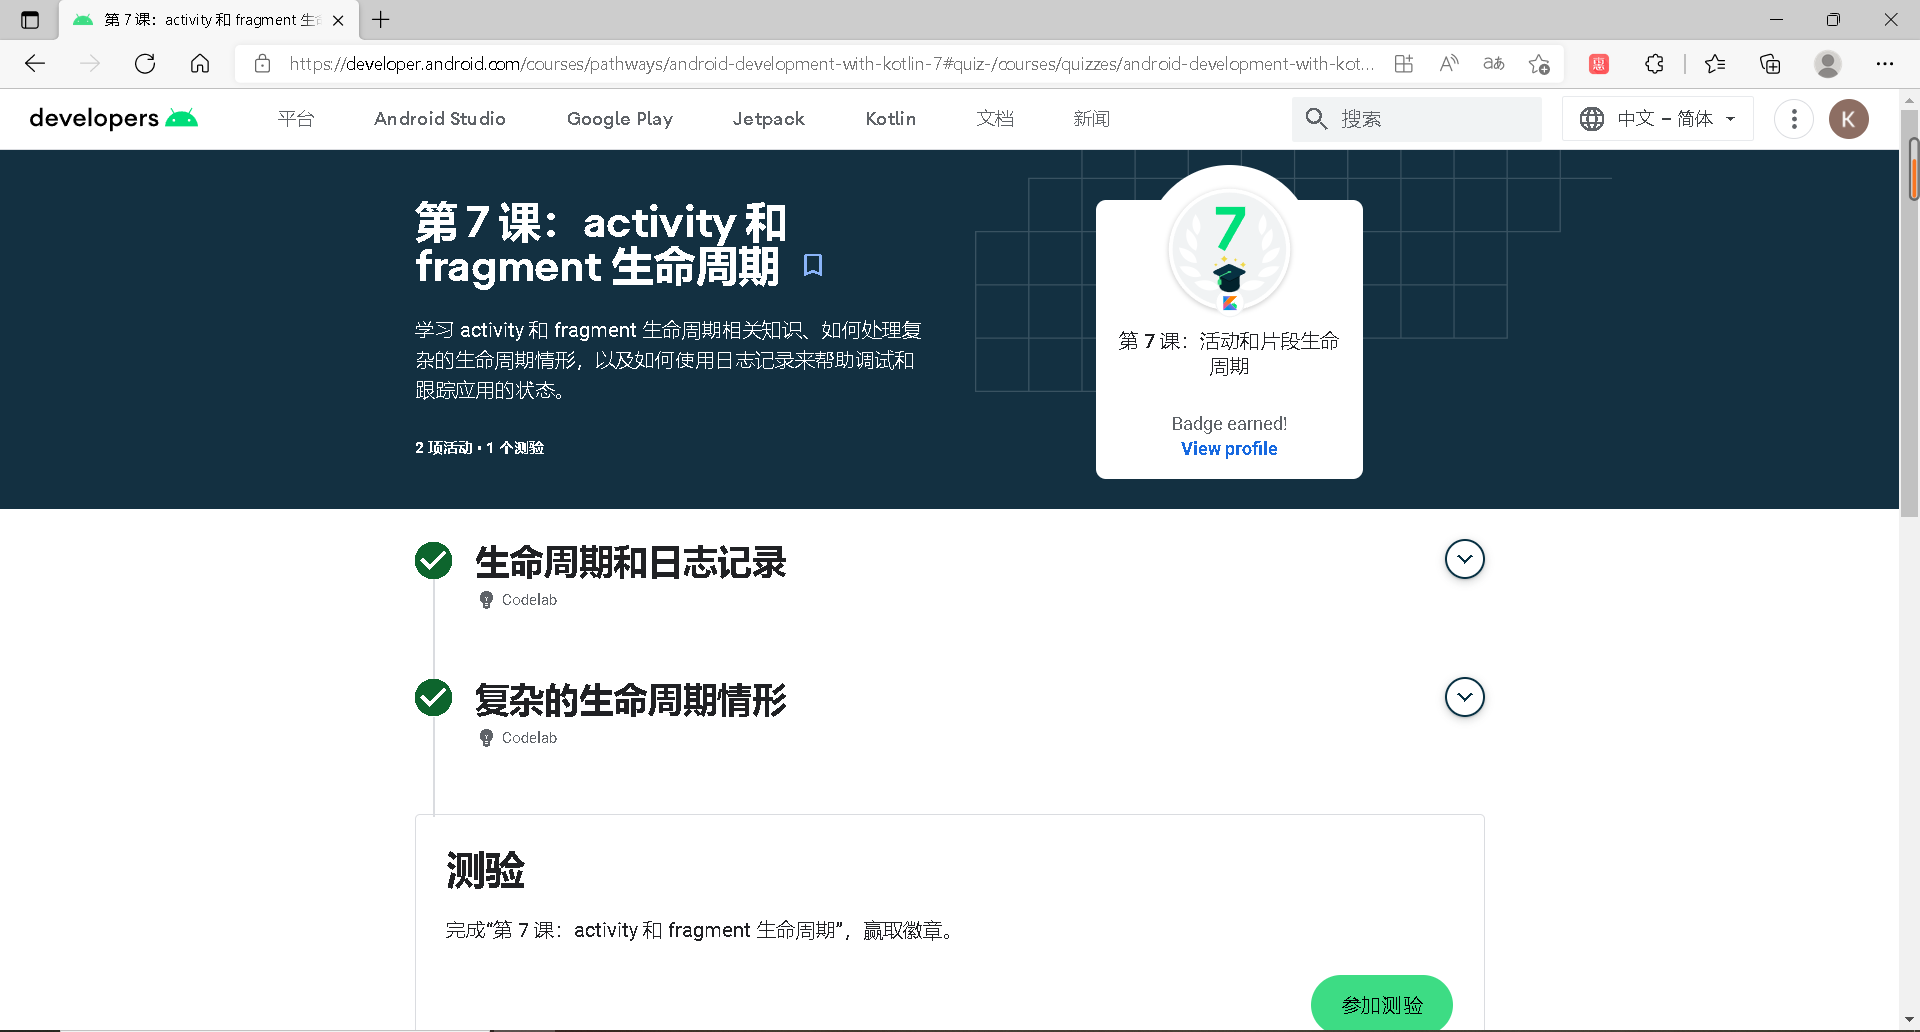 第 7 课：activity 和 fragment 生
https://developer.android.com/courses/pathways/android-development-with-kotlin-7#quiz-/courses/quizzes/android-development-with-kot...
developers
平台
Android Studio
Google Play
Jetpack
Kotlin
文档
新闻
搜索
中文 – 简体
K
第 7 课：activity 和
fragment 生命周期
学习 activity 和 fragment 生命周期相关知识、如何处理复
杂的生命周期情形，以及如何使用日志记录来帮助调试和
跟踪应用的状态。
2 项活动 • 1 个测验
7
第 7 课：活动和片段生命
周期
Badge earned!
View profile
生命周期和日志记录
Codelab
复杂的生命周期情形
Codelab
测验
完成“第 7 课：activity 和 fragment 生命周期”，赢取徽章。
参加测验